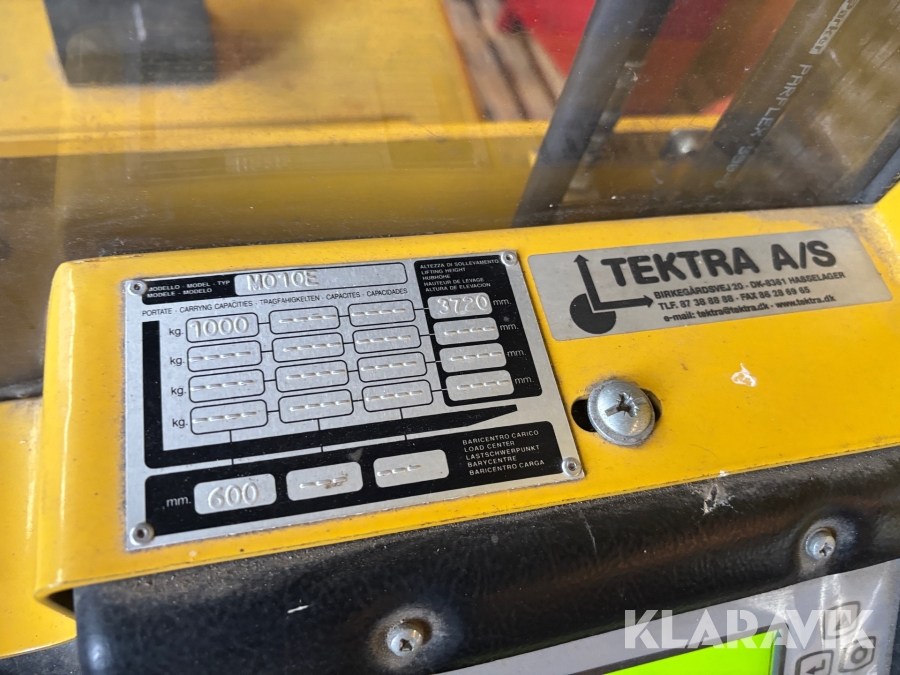 PARFLEX
MODELLO - MODEL - TYP
MODELE - MODELO
M010E
PORTATE - CARRYNG CAPACITIES - TRAGFÄHIGKEITEN - CAPACITES - CAPACIDADES
ALTEZZA DI SOLLEVAMENTO
LIFTING HEIGHT
HUBHÖHE
HAUTEUR DE LEVAGE
ALTURA DE ELEVACION
kg. 1000 ---- ---- 3720 mm.
kg. ---- ---- ---- ---- mm.
kg. ---- ---- ---- ---- mm.
kg. ---- ---- ----
mm. 600 --- ---
BARICENTRO CARICO
LOAD CENTER
LASTSCHWERPUNKT
BARYCENTRE
BARICENTRO CARGA
TEKTRA A/S
BIRKEGÅRDSVEJ 20 - DK-8361 HASSELAGER
TLF. 87 38 88 88 - FAX 86 28 69 65
e-mail: tektra@tektra.dk - www.tektra.dk
KLARAVIK